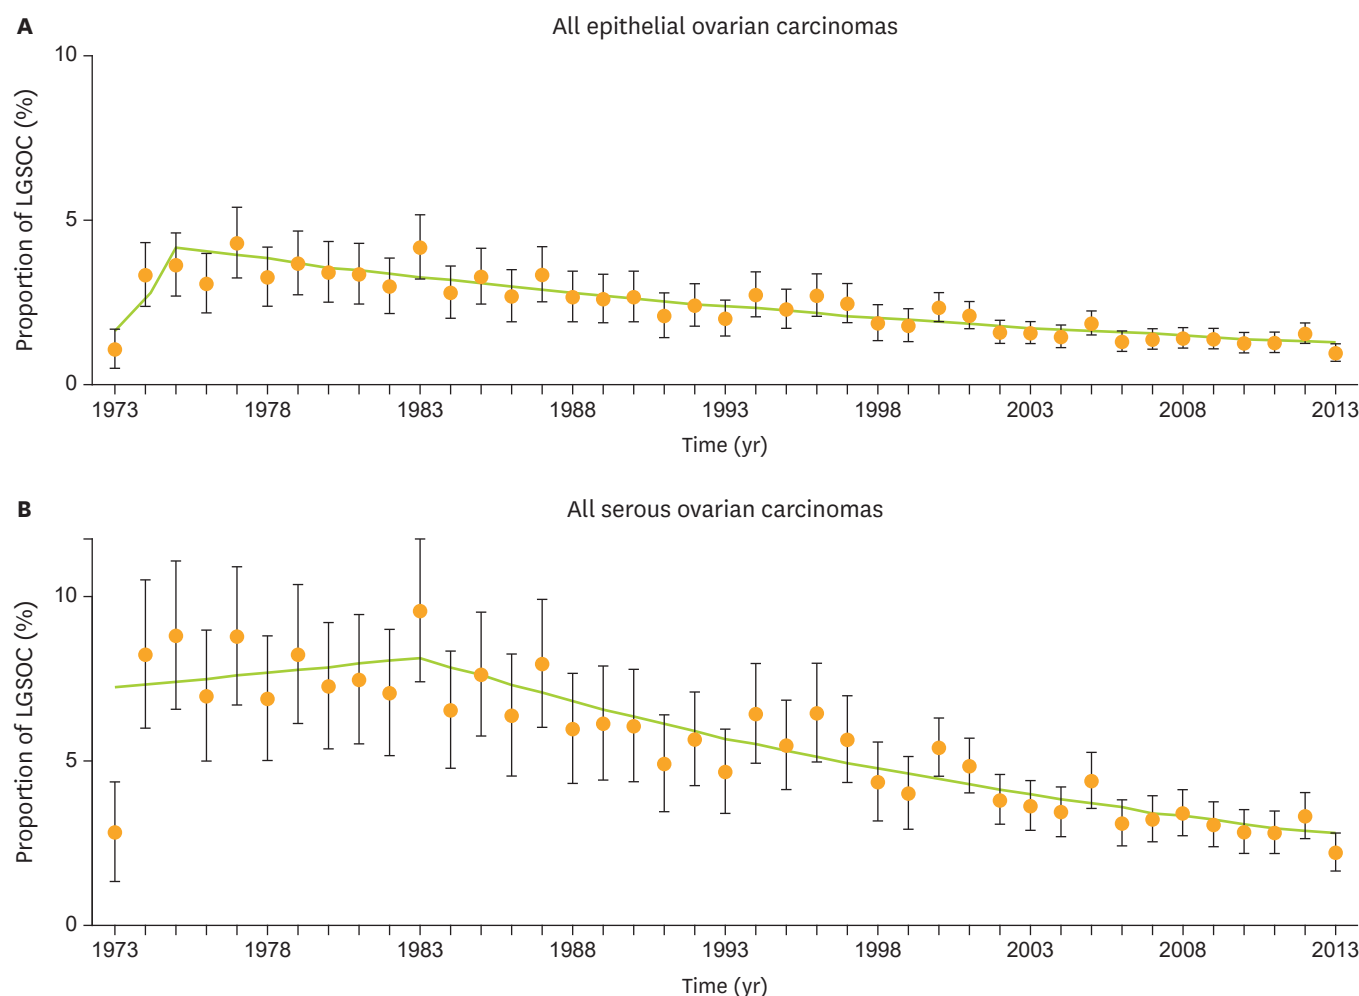 A
All epithelial ovarian carcinomas
Proportion of LGSOC (%)
10
5
0
1973 1978 1983 1988 1993 1998 2003 2008 2013
Time (yr)
B
All serous ovarian carcinomas
Proportion of LGSOC (%)
10
5
0
1973 1978 1983 1988 1993 1998 2003 2008 2013
Time (yr)